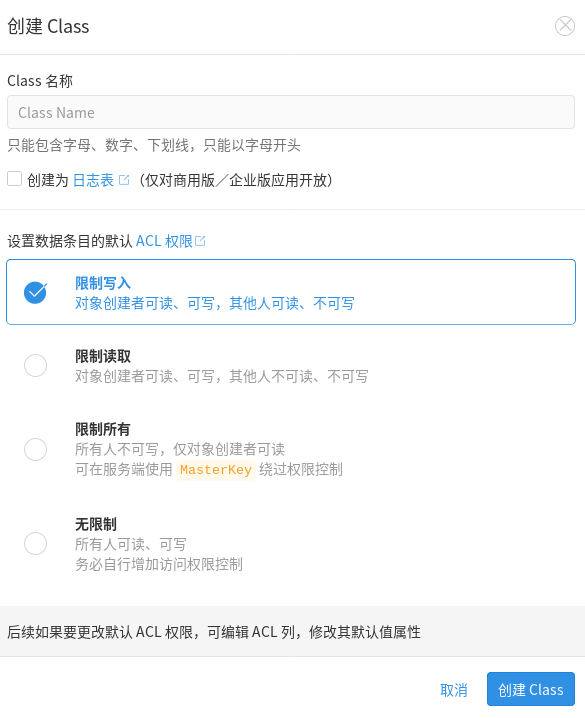 创建 Class
Class 名称
Class Name
只能包含字母、数字、下划线，只能以字母开头
创建为 日志表 （仅对商用版／企业版应用开放）
设置数据条目的默认 ACL 权限
限制写入
对象创建者可读、可写，其他人可读、不可写
限制读取
对象创建者可读、可写，其他人不可读、不可写
限制所有
所有人不可写，仅对象创建者可读
可在服务端使用 MasterKey 绕过权限控制
无限制
所有人可读、可写
务必自行增加访问权限控制
后续如果要更改默认 ACL 权限，可编辑 ACL 列，修改其默认值属性
取消 创建 Class